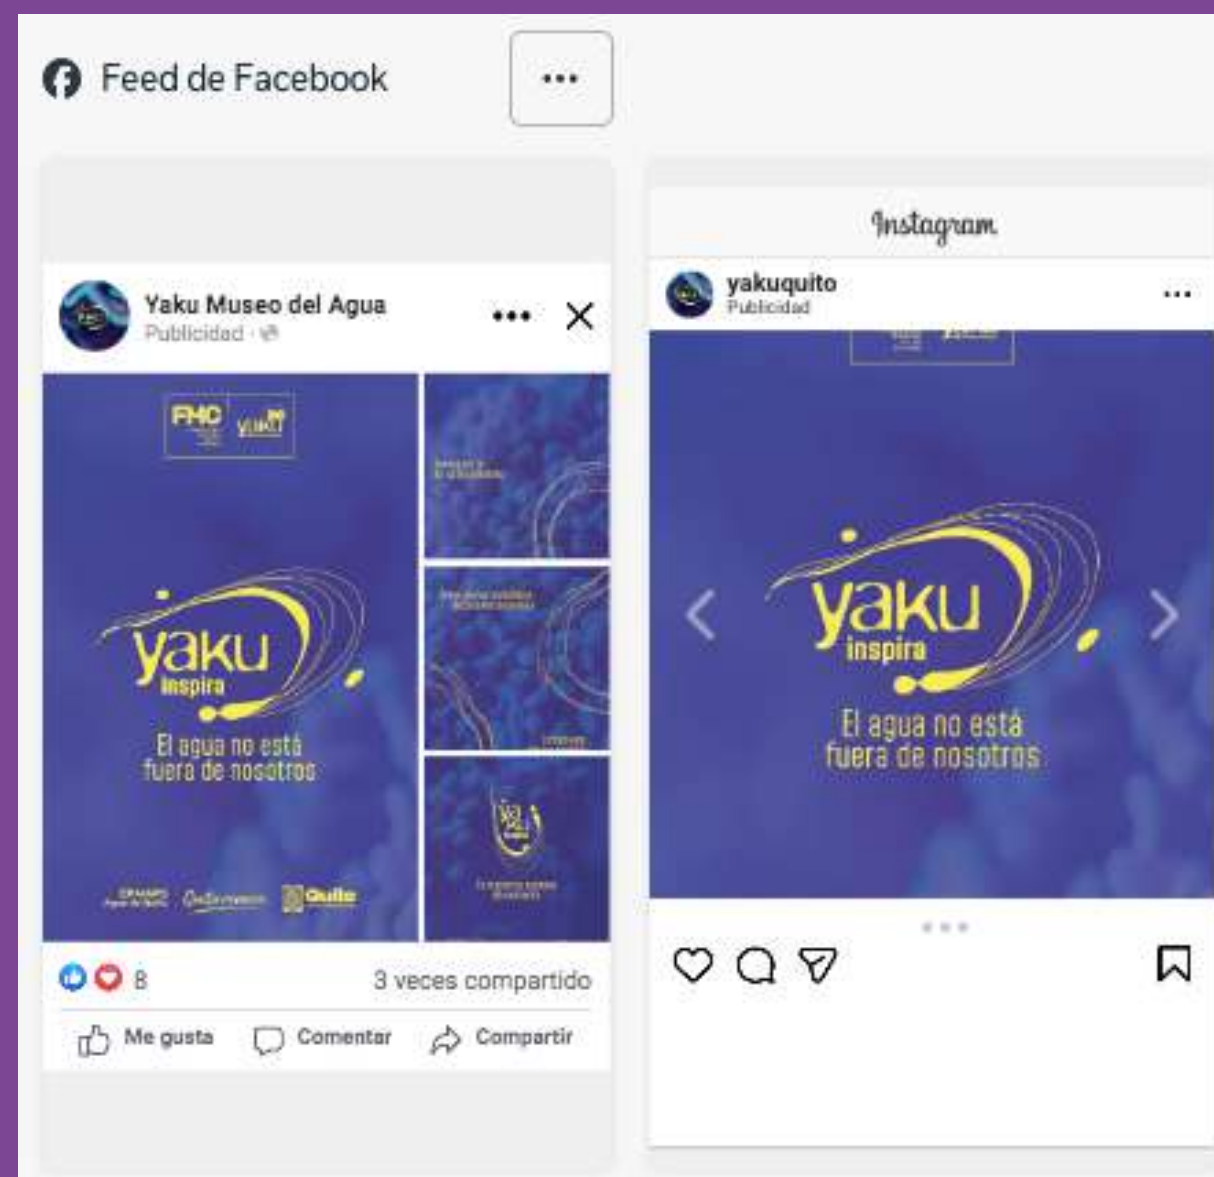 Feed de Facebook
Yaku Museo del Agua
Publicidad
FMC
yaku
yaku
inspira
El agua no está
fuera de nosotros
Quito
8
3 veces compartido
Me gusta
Comentar
Compartir
Instagram
yakuquito
Publicidad
yaku
inspira
El agua no está
fuera de nosotros